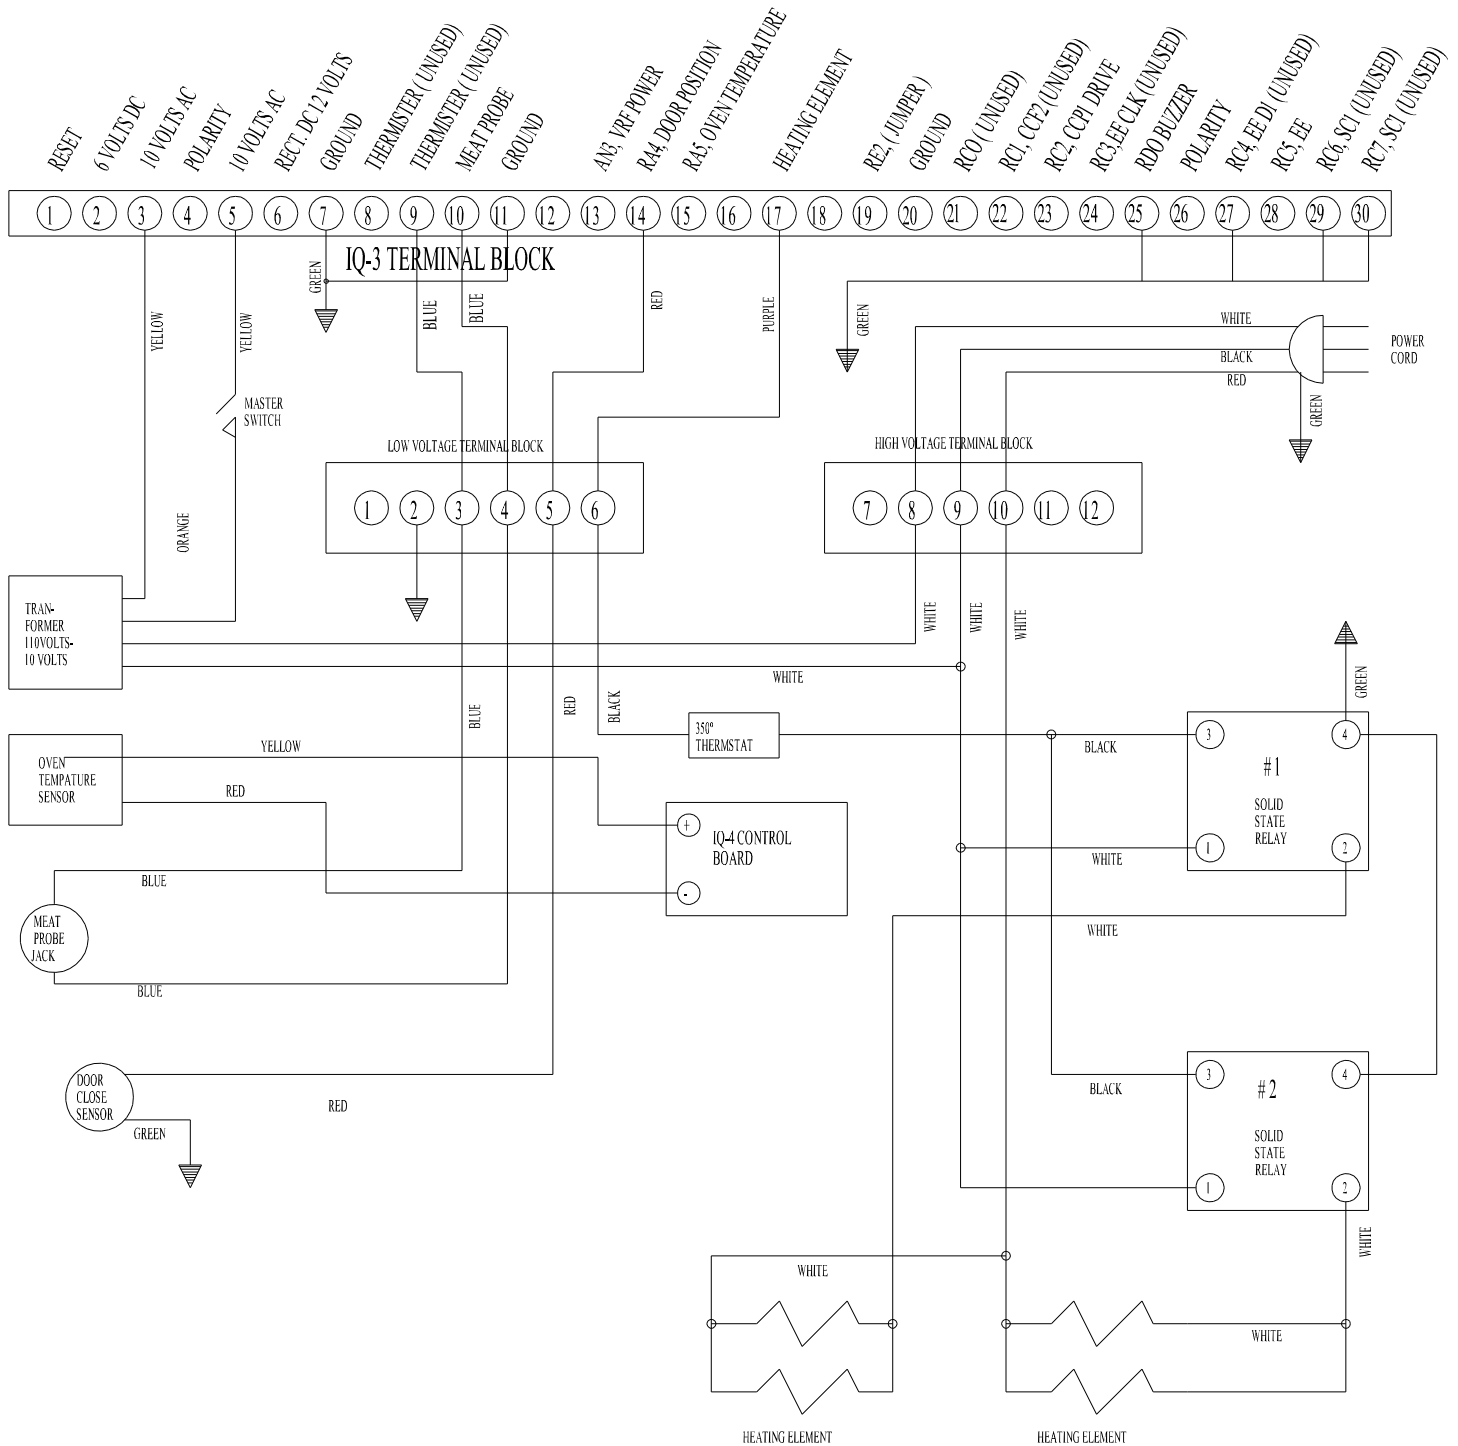 RESET
6 VOLTS DC
10 VOLTS AC
POLARITY
10 VOLTS AC
RECT. DC12 VOLTS
GROUND
THERMISTER ( UNUSED)
THERMISTER ( UNUSED)
MEAT PROBE
GROUND
AN3, VRF POWER
RA4, DOOR POSITION
RA5, OVEN TEMPERATURE
HEATING ELEMENT
RE2, ( JUMPER )
GROUND
RCO ( UNUSED)
RC1, CCF2 (UNUSED)
RC2, CCP1 DRIVE
RC3,EE CLK (UNUSED)
RDO BUZZER
POLARITY
RC4, EE D1 (UNUSED)
RC5, EE
RC6, SC1 (UNUSED)
RC7, SC1 (UNUSED)
1 2 3 4 5 6 7 8 9 10 11 12 13 14 15 16 17 18 19 20 21 22 23 24 25 26 27 28 29 30
IQ-3 TERMINAL BLOCK
YELLOW
YELLOW
GREEN
BLUE
BLUE
RED
PURPLE
GREEN
WHITE
BLACK
RED
POWER
CORD
GREEN
MASTER
SWITCH
ORANGE
LOW VOLTAGE TERMINAL BLOCK
1 2 3 4 5 6
HIGH VOLTAGE TERMINAL BLOCK
7 8 9 10 11 12
TRAN-
FORMER
110VOLTS-
10 VOLTS
WHITE
WHITE
WHITE
WHITE
BLUE
RED
BLACK
350°
THERMSTAT
BLACK
GREEN
3
4
#1
SOLID
STATE
RELAY
1
2
WHITE
WHITE
OVEN
TEMPATURE
SENSOR
YELLOW
RED
+
-
IQ-4 CONTROL
BOARD
BLUE
MEAT
PROBE
JACK
BLUE
DOOR
CLOSE
SENSOR
RED
GREEN
BLACK
3
4
#2
SOLID
STATE
RELAY
1
2
WHITE
WHITE
WHITE
HEATING ELEMENT
HEATING ELEMENT